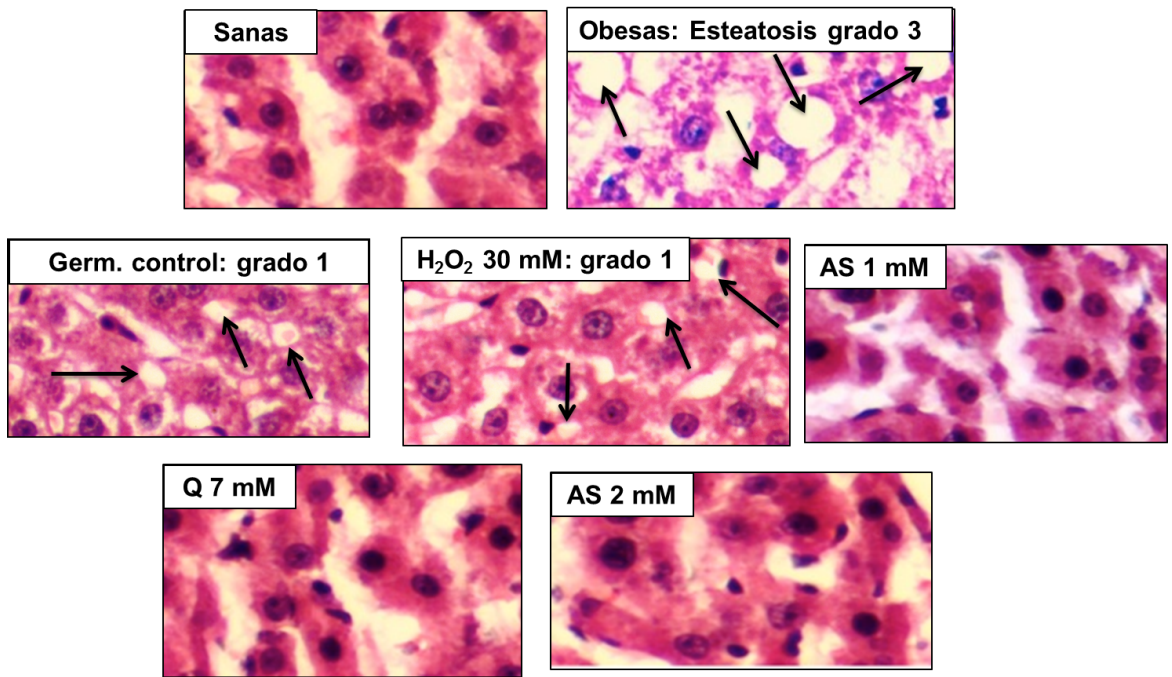 Sanas
Obesas: Esteatosis grado 3
Germ. control: grado 1
H₂O₂ 30 mM: grado 1
AS 1 mM
Q 7 mM
AS 2 mM